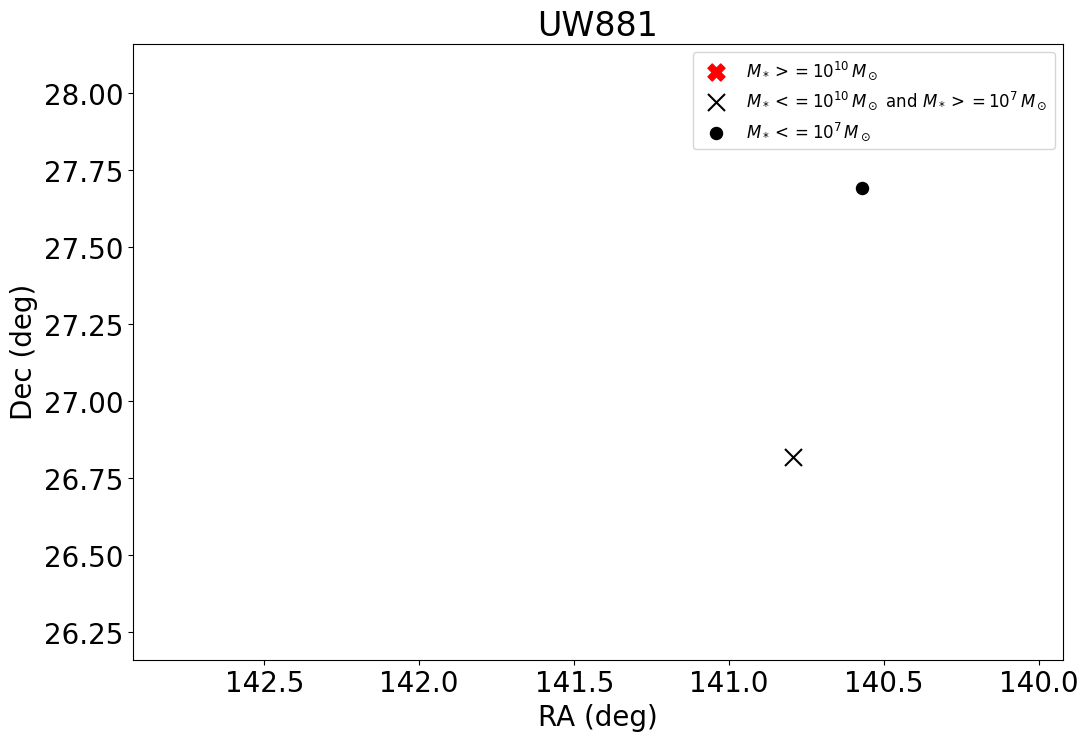 UW881
M* >= 10^10 M⊙
M* <= 10^10 M⊙ and M* >= 10^7 M⊙
M* <= 10^7 M⊙
28.00
27.75
27.50
27.25
27.00
26.75
26.50
26.25
Dec (deg)
142.5 142.0 141.5 141.0 140.5 140.0
RA (deg)